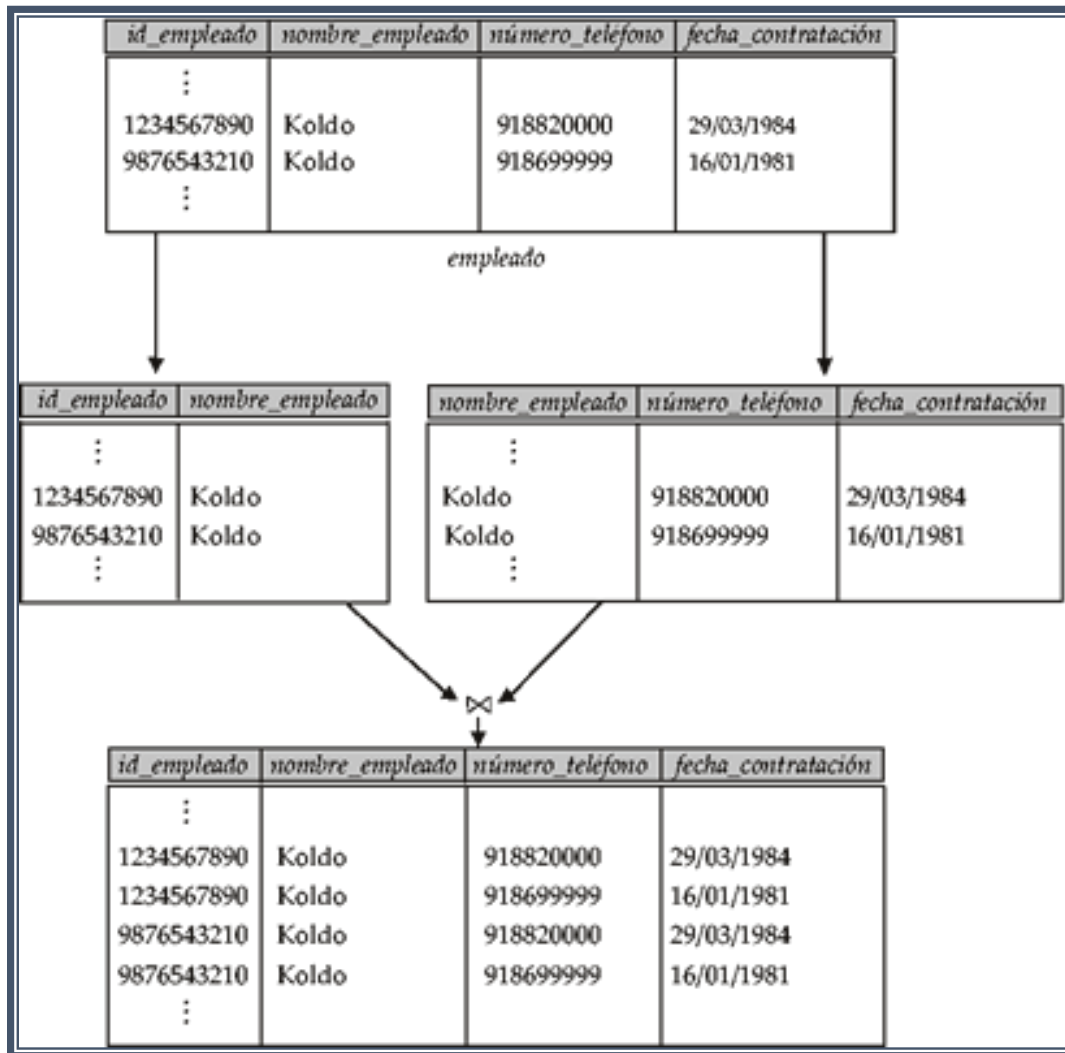 id_empleado nombre_empleado número_teléfono fecha_contratación
⋮
1234567890 Koldo 918820000 29/03/1984
9876543210 Koldo 918699999 16/01/1981
⋮
empleado
id_empleado nombre_empleado
⋮
1234567890 Koldo
9876543210 Koldo
⋮
nombre_empleado número_teléfono fecha_contratación
⋮
Koldo 918820000 29/03/1984
Koldo 918699999 16/01/1981
⋮
⋈
id_empleado nombre_empleado número_teléfono fecha_contratación
⋮
1234567890 Koldo 918820000 29/03/1984
1234567890 Koldo 918699999 16/01/1981
9876543210 Koldo 918820000 29/03/1984
9876543210 Koldo 918699999 16/01/1981
⋮